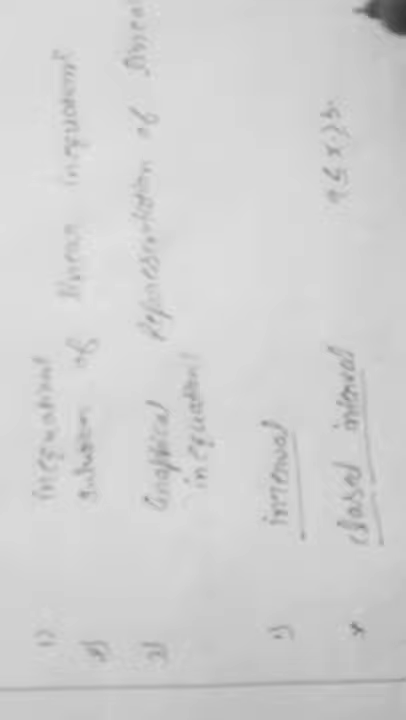 1) inequations
2) solution of linear inequations
3) Graphical Representation of linear
inequations
1) interval
* closed interval